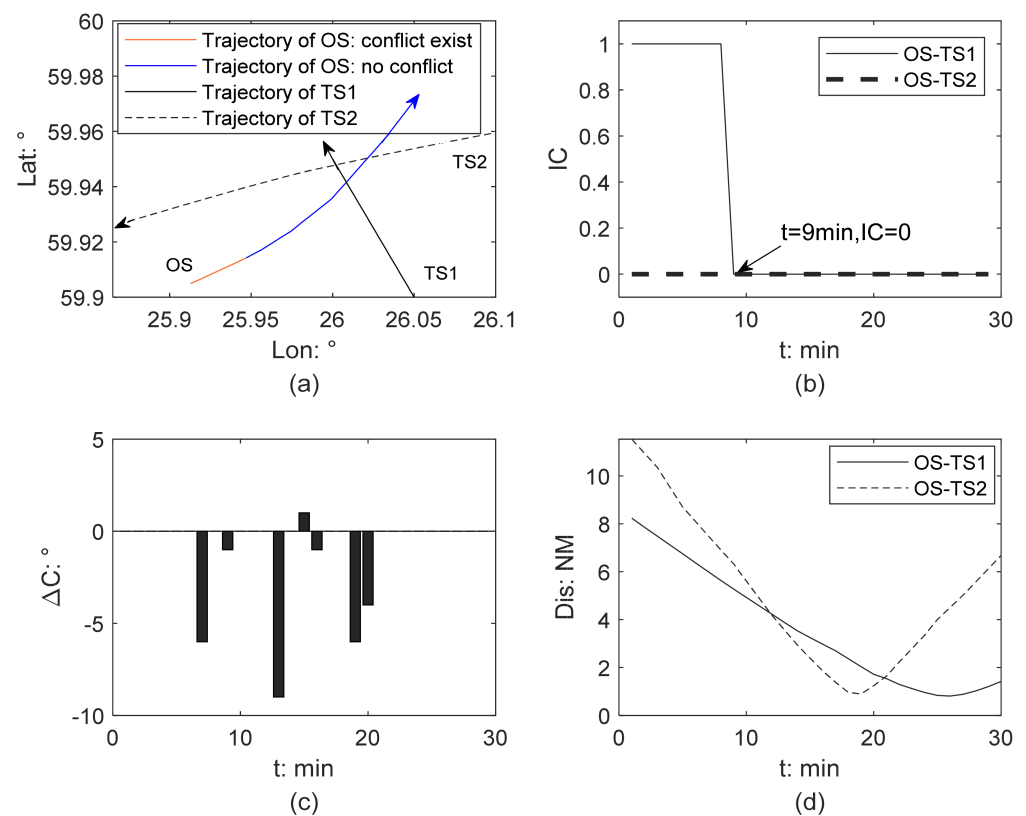 60
59.98
59.96
59.94
59.92
59.9
Lat: °
Trajectory of OS: conflict exist
Trajectory of OS: no conflict
Trajectory of TS1
Trajectory of TS2
TS2
OS
TS1
25.9 25.95 26 26.05 26.1
Lon: °
(a)
1
0.8
0.6
0.4
0.2
0
IC
OS-TS1
OS-TS2
t=9min,IC=0
0 10 20 30
t: min
(b)
5
0
-5
-10
ΔC: °
0 10 20 30
t: min
(c)
10
8
6
4
2
0
Dis: NM
OS-TS1
OS-TS2
0 10 20 30
t: min
(d)